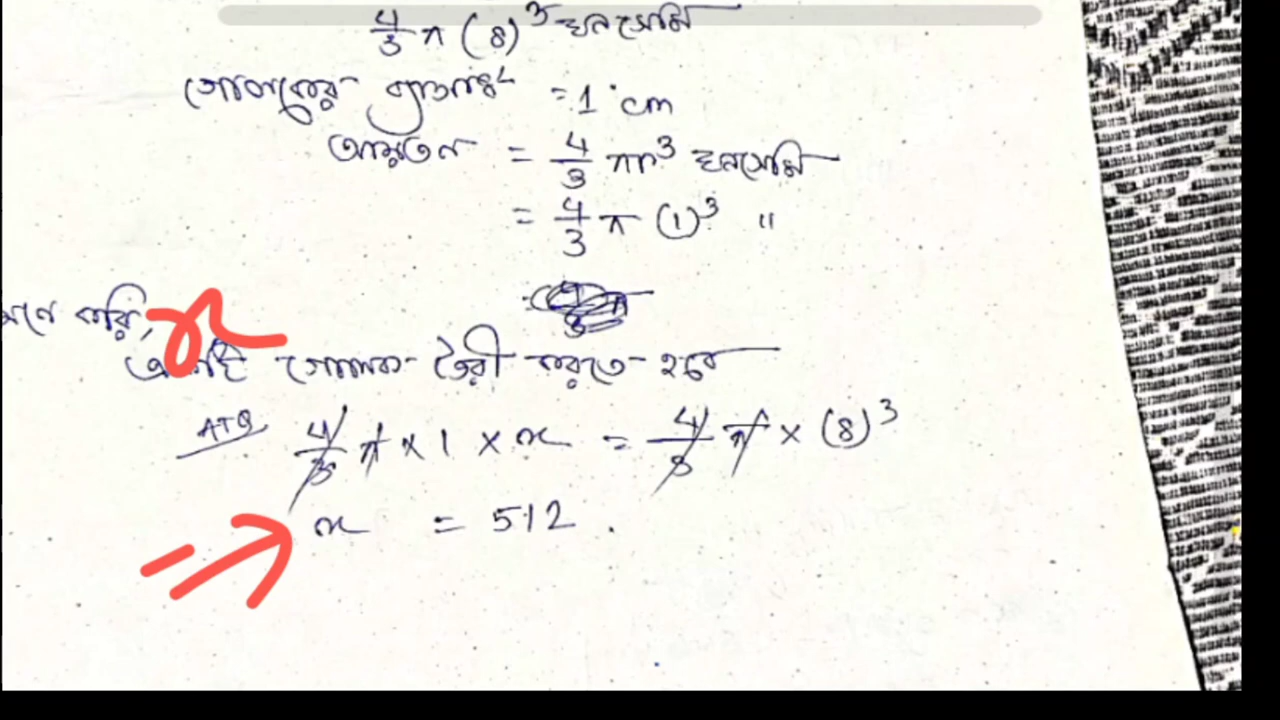 4/3 π (8)³ ঘনসেমি
গোলকের ব্যাসার্ধ = 1 cm
আয়তন = 4/3 πr³ ঘনসেমি
= 4/3 π (1)³ "
মনে করি, x
গোলক তৈরী করতে হবে
ATQ 4/3 π × 1 × x = 4/3 π × (8)³
⇒ x = 512 .